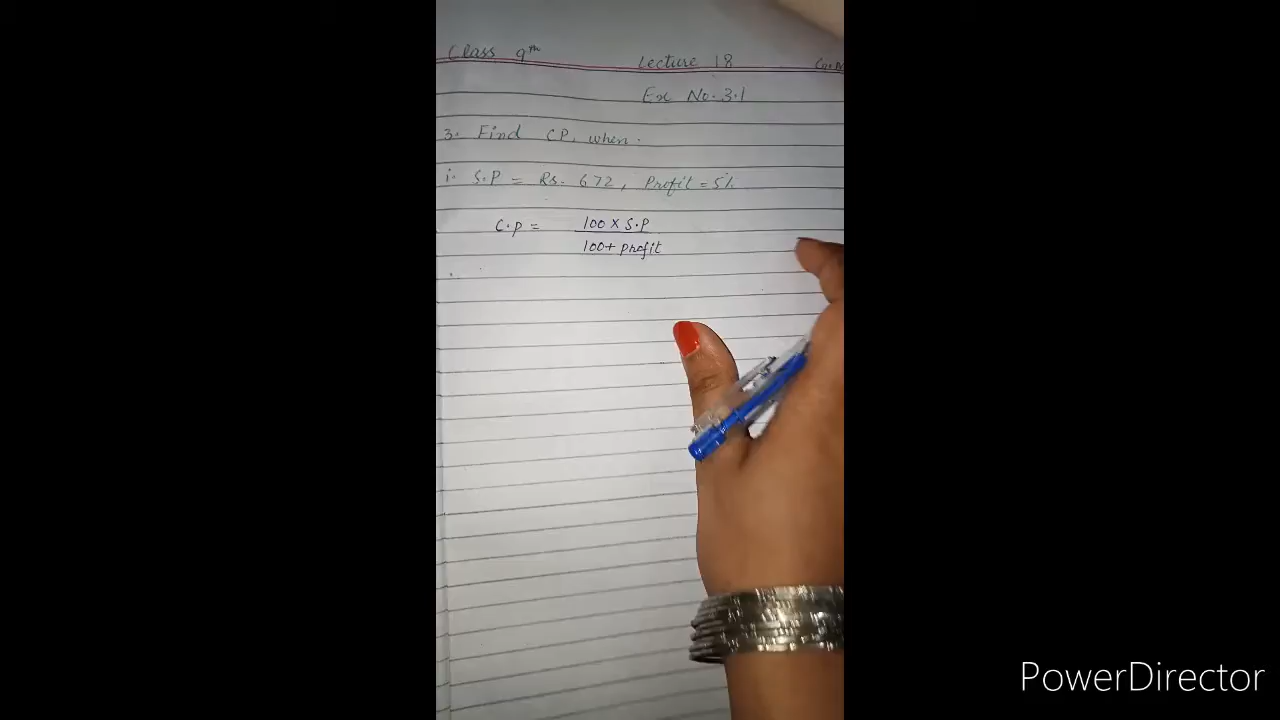 Class 9th Lecture 18
Ex No. 3.1
3. Find CP, when.
i. S.P = Rs. 672, Profit = 5%
C.P = 100 X S.P
100 + profit
PowerDirector